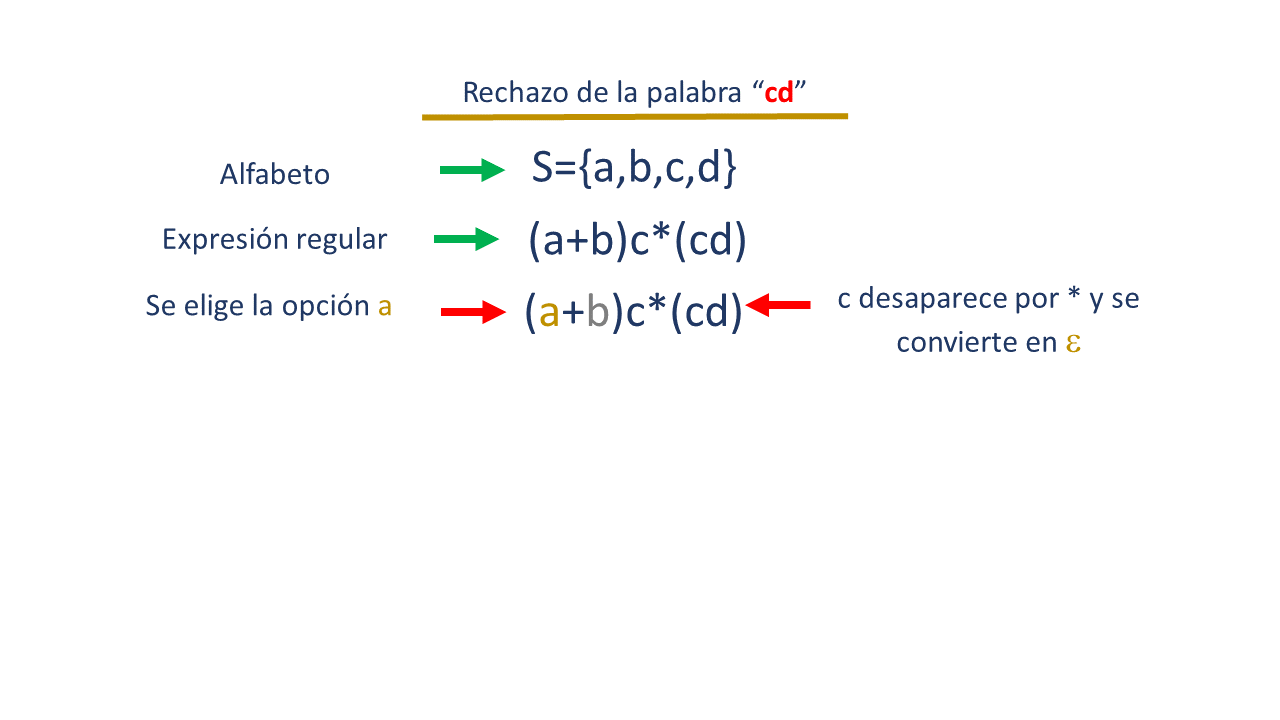 Rechazo de la palabra “cd”
Alfabeto
S={a,b,c,d}
Expresión regular
(a+b)c*(cd)
Se elige la opción a
(a+b)c*(cd)
c desaparece por * y se
convierte en ε